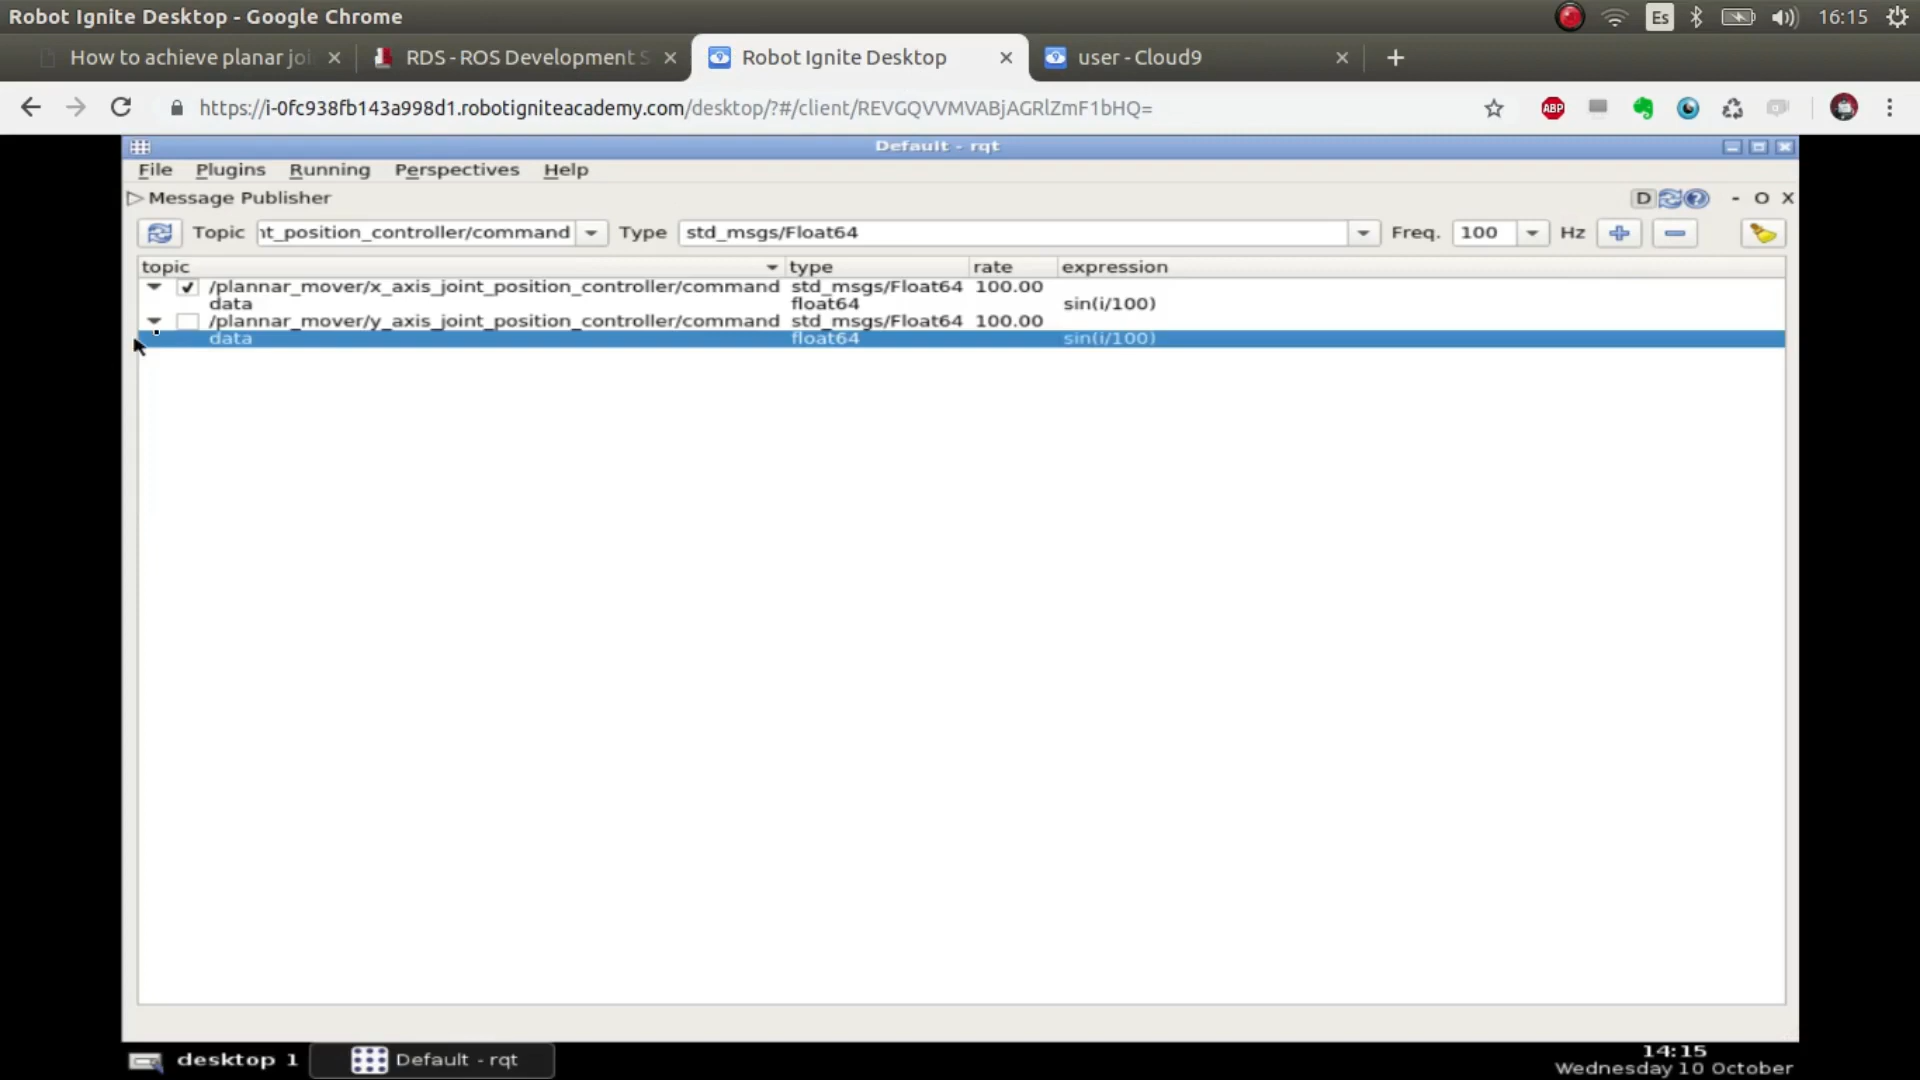 Robot Ignite Desktop - Google Chrome
Es
16:15
How to achieve planar joi
RDS - ROS Development S
Robot Ignite Desktop
user - Cloud9
https://i-0fc938fb143a998d1.robotigniteacademy.com/desktop/?#/client/REVGQVVMVABjAGRlZmF1bHQ=
ABP
Default - rqt
File Plugins Running Perspectives Help
Message Publisher
D - O X
Topic nt_position_controller/command Type std_msgs/Float64 Freq. 100 Hz
topic type rate expression
/plannar_mover/x_axis_joint_position_controller/command std_msgs/Float64 100.00
data float64 sin(i/100)
/plannar_mover/y_axis_joint_position_controller/command std_msgs/Float64 100.00
data float64 sin(i/100)
desktop 1
Default - rqt
14:15
Wednesday 10 October